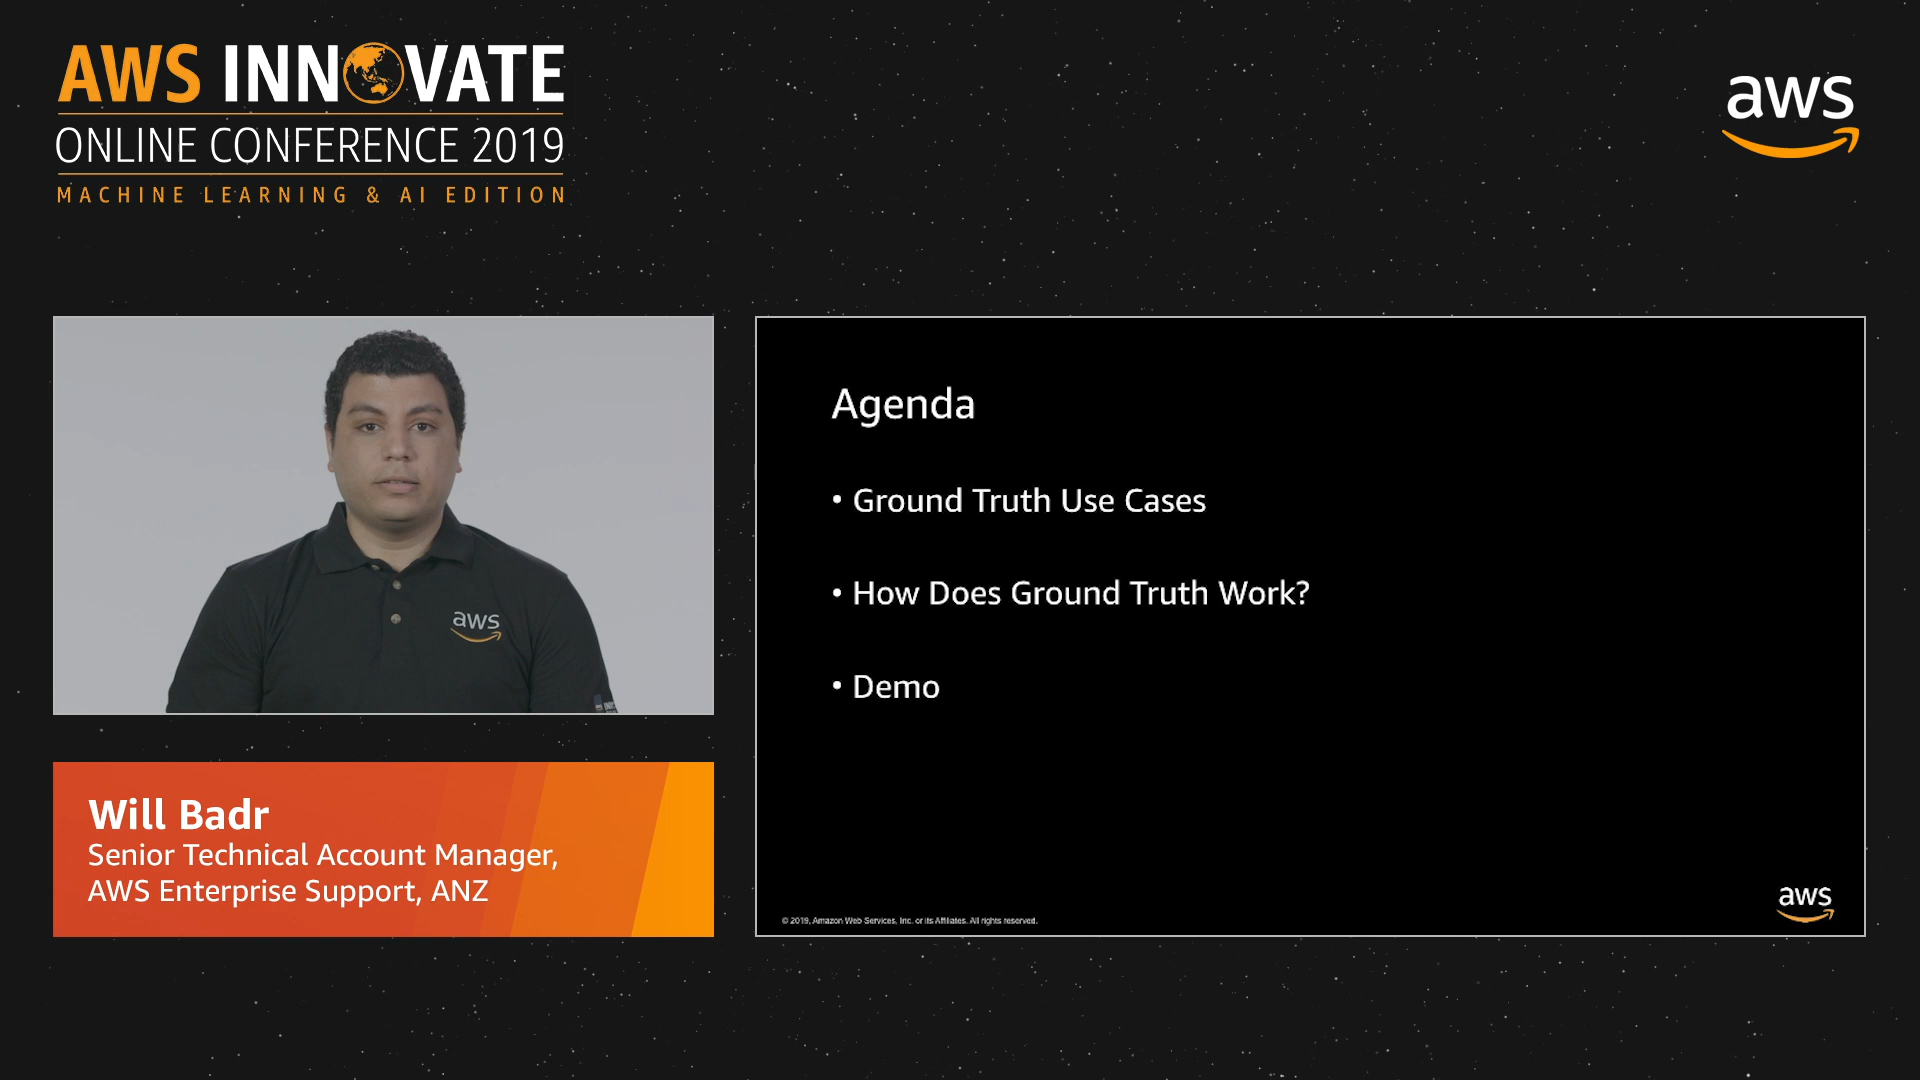 AWS INNOVATE
ONLINE CONFERENCE 2019
MACHINE LEARNING & AI EDITION
aws
aws
Will Badr
Senior Technical Account Manager,
AWS Enterprise Support, ANZ
Agenda
• Ground Truth Use Cases
• How Does Ground Truth Work?
• Demo
© 2019, Amazon Web Services, Inc. or its Affiliates. All rights reserved.
aws